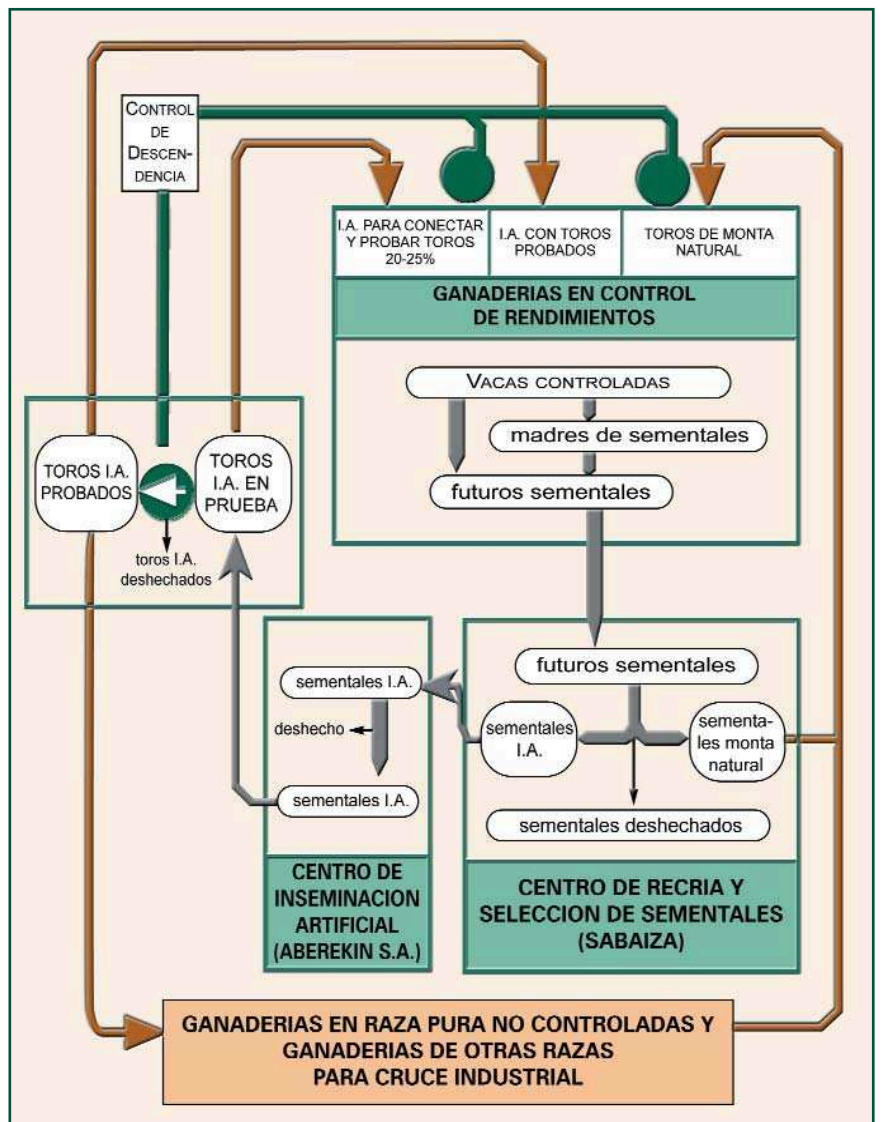 CONTROL
DE
DESCEN-
DENCIA
I.A. PARA CONECTAR
Y PROBAR TOROS
20-25%
I.A. CON TOROS
PROBADOS
TOROS DE MONTA
NATURAL
GANADERIAS EN CONTROL
DE RENDIMIENTOS
VACAS CONTROLADAS
madres de sementales
futuros sementales
TOROS I.A.
PROBADOS
TOROS
I.A. EN
PRUEBA
toros I.A.
deshechados
futuros sementales
sementales
I.A.
sementa-
les monta
natural
sementales deshechados
CENTRO DE RECRIA Y
SELECCION DE SEMENTALES
(SABAIZA)
sementales I.A.
deshecho
sementales I.A.
CENTRO DE
INSEMINACION
ARTIFICIAL
(ABEREKIN S.A.)
GANADERIAS EN RAZA PURA NO CONTROLADAS Y
GANADERIAS DE OTRAS RAZAS
PARA CRUCE INDUSTRIAL